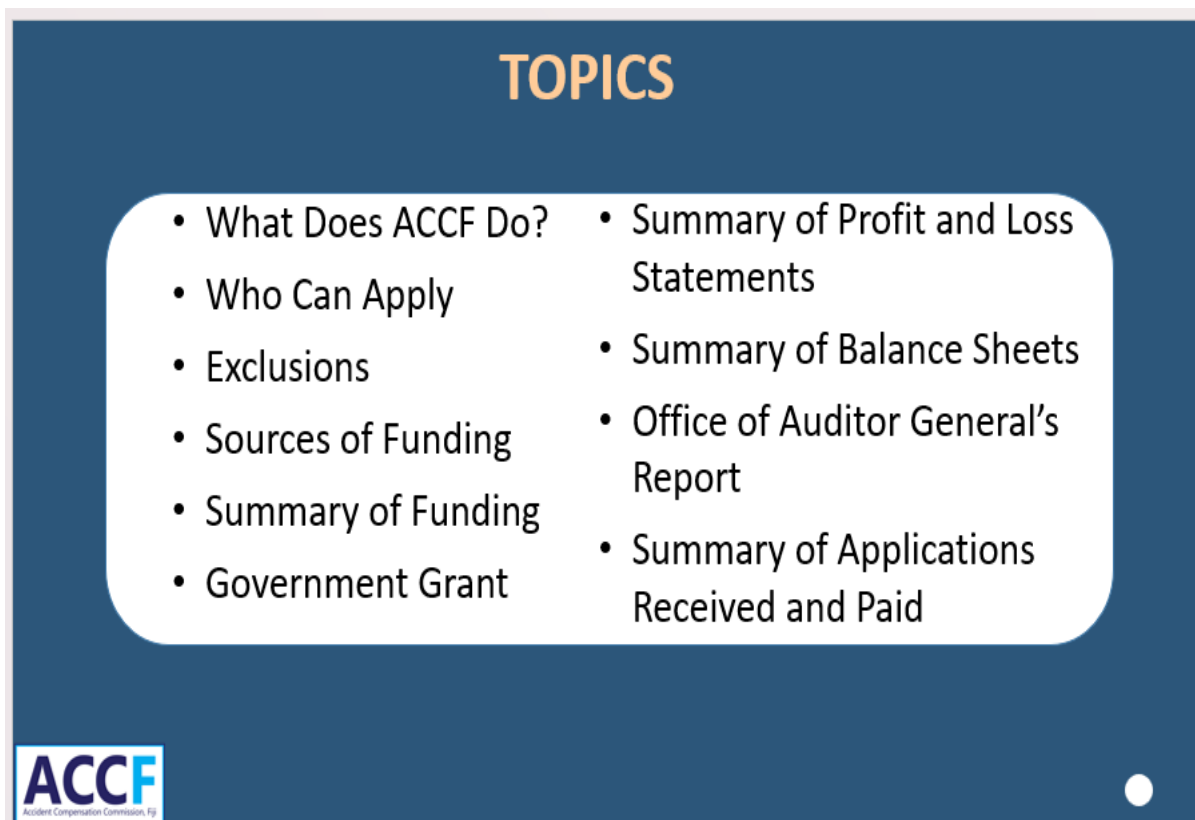 TOPICS
• What Does ACCF Do?
• Who Can Apply
• Exclusions
• Sources of Funding
• Summary of Funding
• Government Grant
• Summary of Profit and Loss
Statements
• Summary of Balance Sheets
• Office of Auditor General’s
Report
• Summary of Applications
Received and Paid
ACCF
Accident Compensation Commission, Fiji